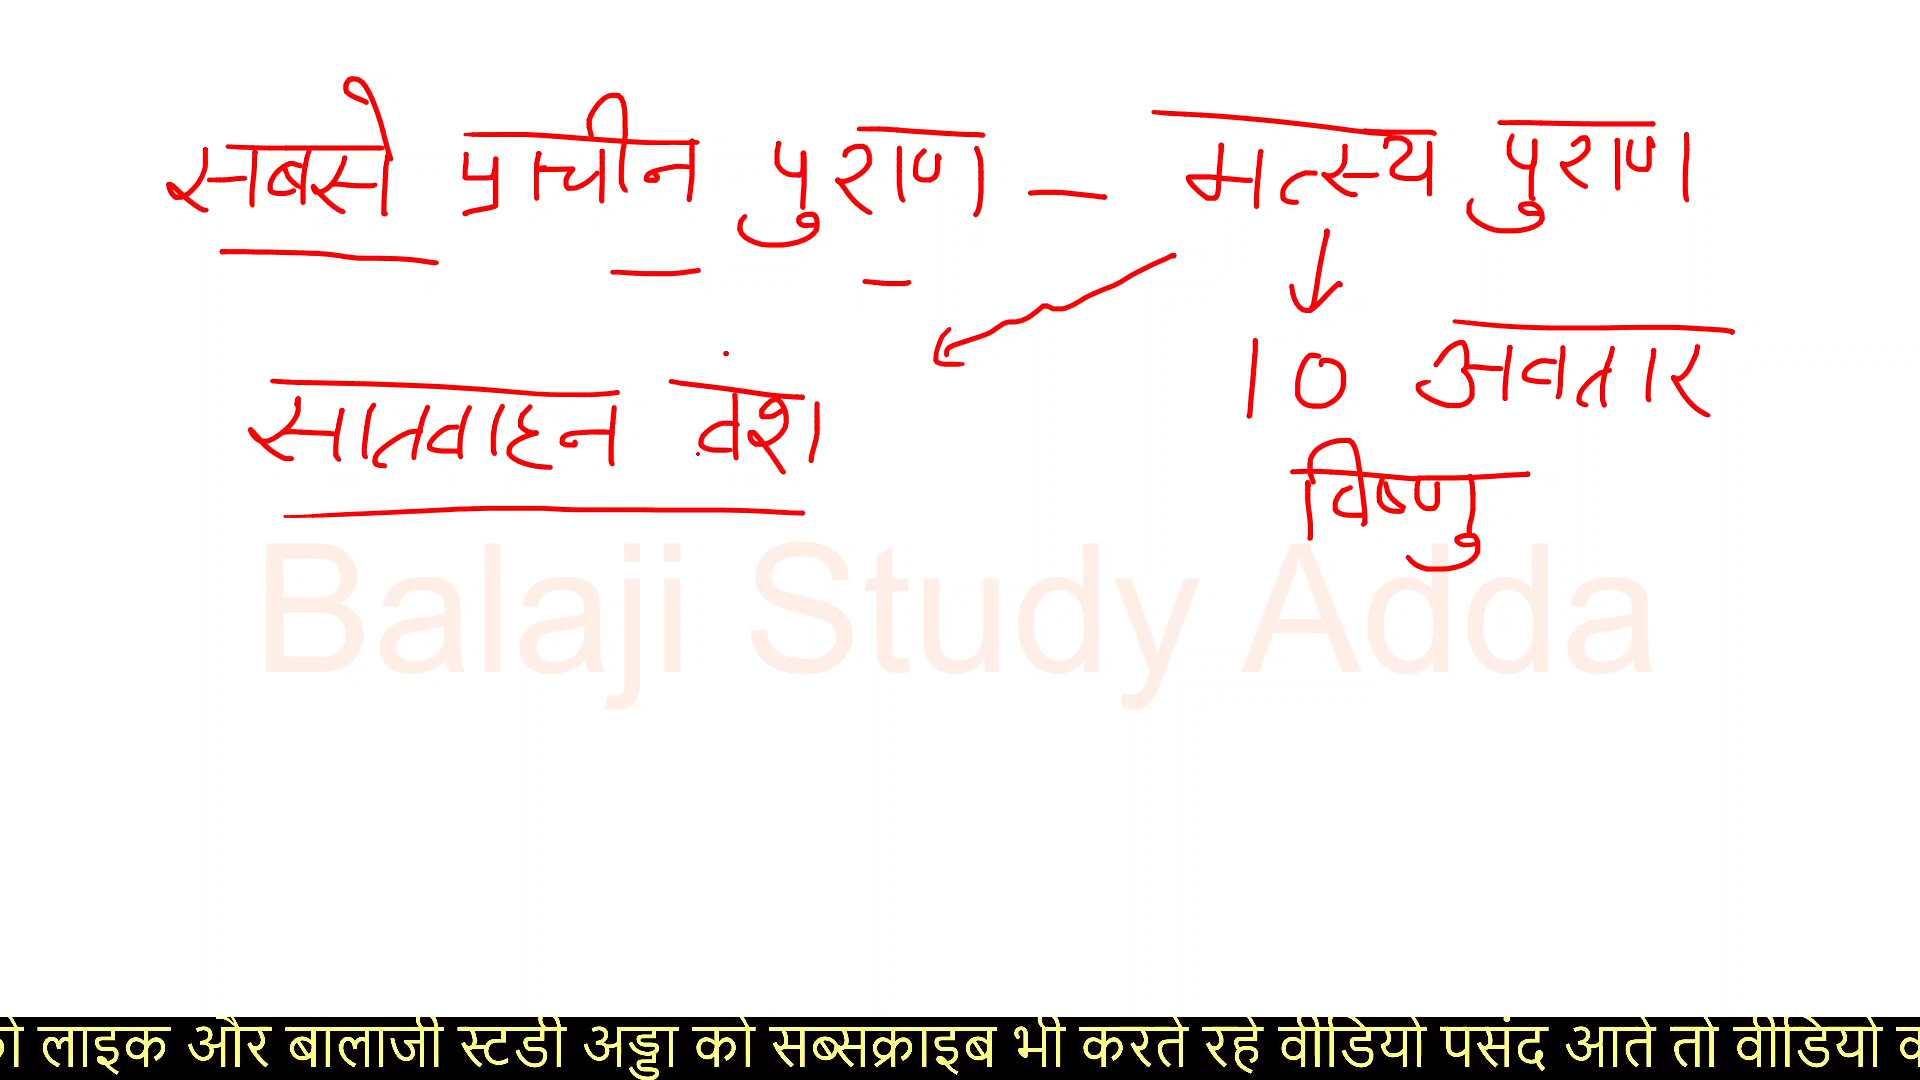 सबसे प्राचीन पुराण — मत्स्य पुराण
10 अवतार
सातवाहन वंश
विष्णु
Balaji Study Adda
को लाइक और बालाजी स्टडी अड्डा को सब्सक्राइब भी करते रहे वीडियो पसंद आते तो वीडियो क